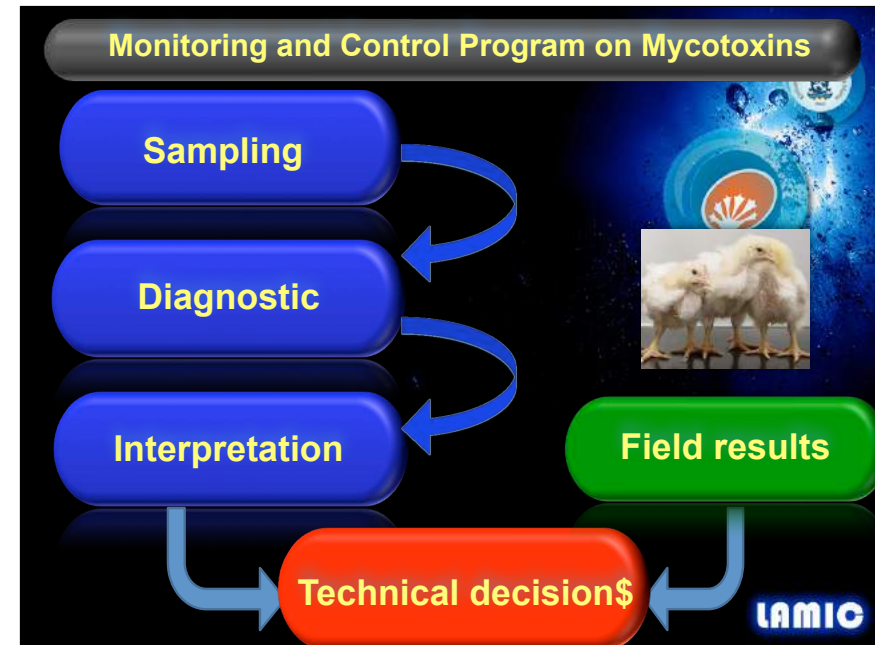 Monitoring and Control Program on Mycotoxins
Sampling
Diagnostic
Interpretation
Field results
Technical decision$
LAMIC